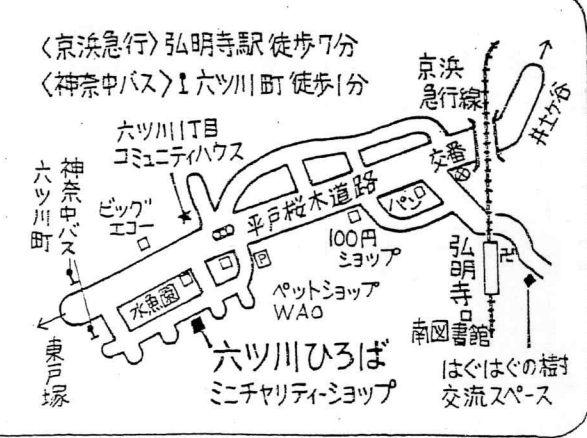 〈京浜急行〉弘明寺駅 徒歩7分
〈神奈中バス〉六ツ川町 徒歩1分
京浜
急行線
井土ヶ谷
六ツ川1丁目
コミュニティハウス
交番
神奈中バス
六ツ川町
ビッグ
エコー
平戸桜木道路
パン
100円
ショップ
P
弘明寺
卍
水魚園
ペットショップ
WAO
南図書館
東戸塚
六ツ川ひろば
ミニチャリティーショップ
はぐはぐの樹
交流スペース